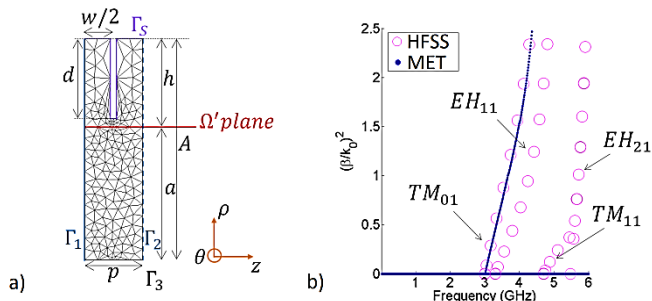 w/2
Γ_S
d
h
Ω'plane
A
a
Γ_1
Γ_2
p
Γ_3
ρ
θ
z
a)
(β/k_0)^2
2.5
2
1.5
1
0.5
0
HFSS
MET
EH_11
EH_21
TM_01
TM_11
1 2 3 4 5 6
Frequency (GHz)
b)